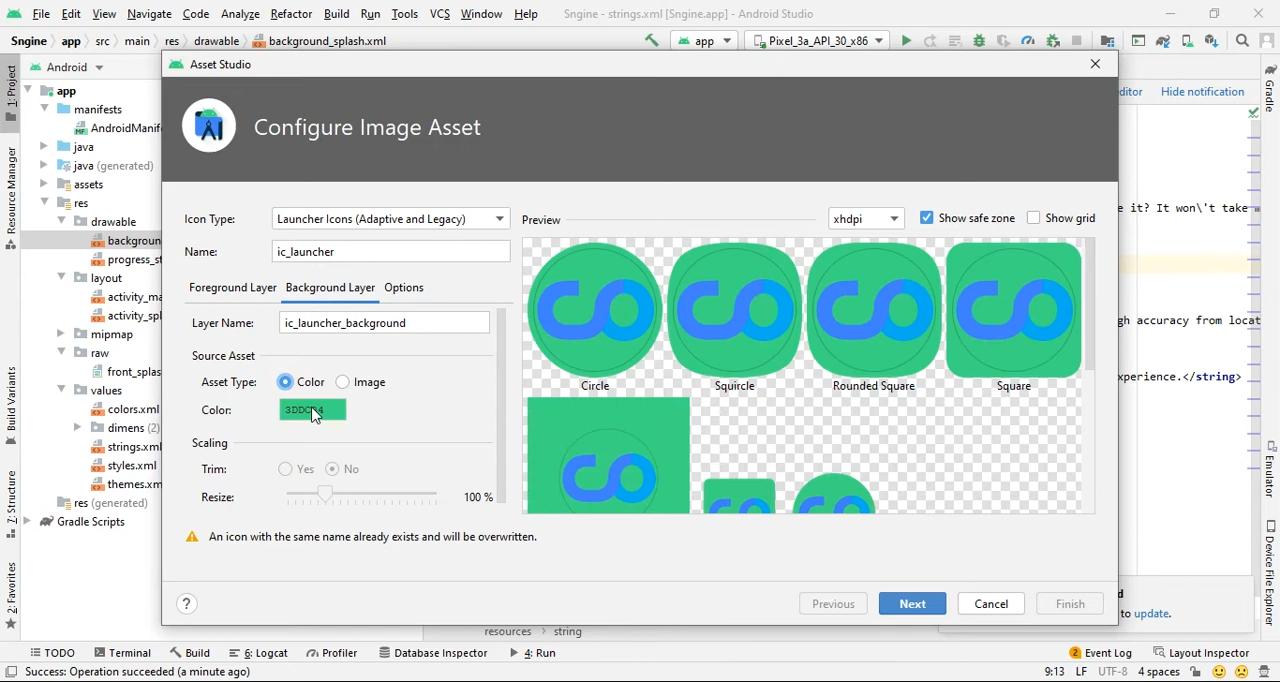 File Edit View Navigate Code Analyze Refactor Build Run Tools VCS Window Help Sngine - strings.xml [Sngine.app] - Android Studio
Sngine app src main res drawable background_splash.xml app Pixel_3a_API_30_x86
Android
Asset Studio
Configure Image Asset
1: Project
Resource Manager
Build Variants
Z: Structure
2: Favorites
app
manifests
AndroidManif
java
java (generated)
assets
res
drawable
backgroun
progress_st
layout
activity_ma
activity_spl
mipmap
raw
front_splas
values
colors.xml
dimens (2)
strings.xml
styles.xml
themes.xm
res (generated)
Gradle Scripts
Icon Type: Launcher Icons (Adaptive and Legacy)
Name: ic_launcher
Foreground Layer Background Layer Options
Layer Name: ic_launcher_background
Source Asset
Asset Type: Color Image
Color:
Scaling
Trim: Yes No
Resize: 100 %
An icon with the same name already exists and will be overwritten.
Preview xhdpi Show safe zone Show grid
Circle Squircle Rounded Square Square
? Previous Next Cancel Finish
ditor Hide notification
e it? It won\'t take
gh accuracy from locat
xperience.</string>
d
to update.
Gradle
Emulator
Device File Explorer
resources › string
TODO Terminal Build 6: Logcat Profiler Database Inspector 4: Run 2 Event Log Layout Inspector
Success: Operation succeeded (a minute ago) 9:13 LF UTF-8 4 spaces